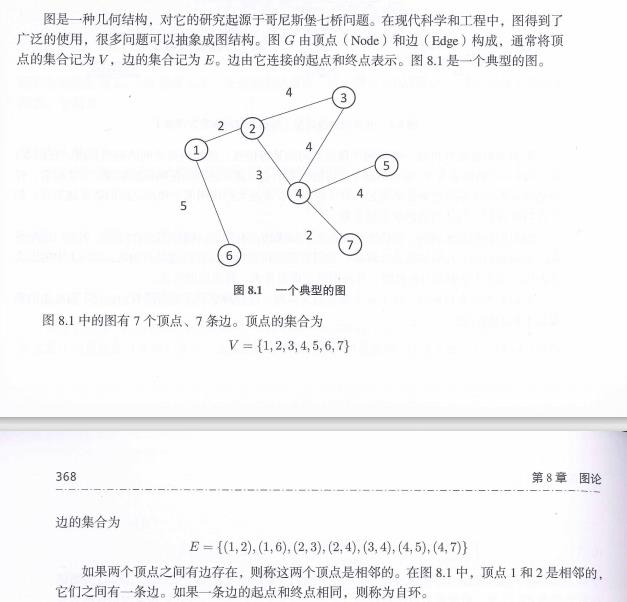 图是一种几何结构，对它的研究起源于哥尼斯堡七桥问题。在现代科学和工程中，图得到了
广泛的使用，很多问题可以抽象成图结构。图 G 由顶点（Node）和边（Edge）构成，通常将顶
点的集合记为 V，边的集合记为 E。边由它连接的起点和终点表示。图 8.1 是一个典型的图。
4
3
2
2
1
4
5
3
4
4
5
2
7
6
图 8.1 一个典型的图
图 8.1 中的图有 7 个顶点、7 条边。顶点的集合为
V = {1, 2, 3, 4, 5, 6, 7}
368
第 8 章 图论
边的集合为
E = {(1, 2), (1, 6), (2, 3), (2, 4), (3, 4), (4, 5), (4, 7)}
如果两个顶点之间有边存在，则称这两个顶点是相邻的。在图 8.1 中，顶点 1 和 2 是相邻的，
它们之间有一条边。如果一条边的起点和终点相同，则称为自环。